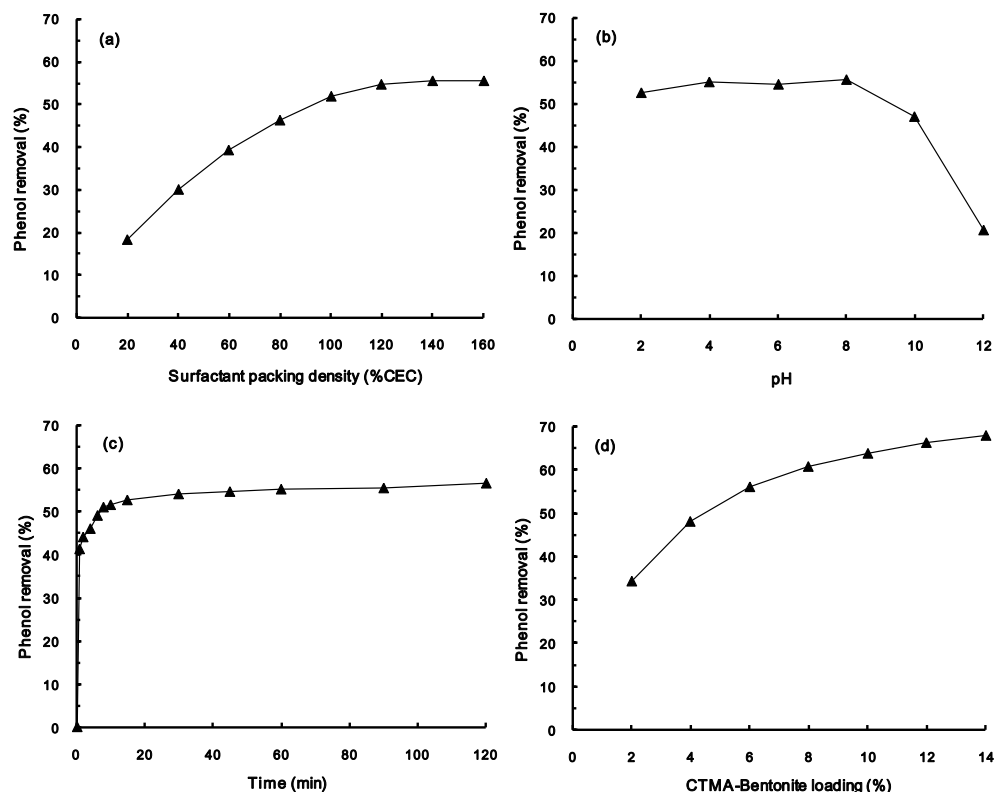 (a)
Phenol removal (%)
70
60
50
40
30
20
10
0
0 20 40 60 80 100 120 140 160
Surfactant packing density (%CEC)
(b)
Phenol removal (%)
70
60
50
40
30
20
10
0
0 2 4 6 8 10 12
pH
(c)
Phenol removal (%)
70
60
50
40
30
20
10
0
0 20 40 60 80 100 120
Time (min)
(d)
Phenol removal (%)
70
60
50
40
30
20
10
0
0 2 4 6 8 10 12 14
CTMA-Bentonite loading (%)